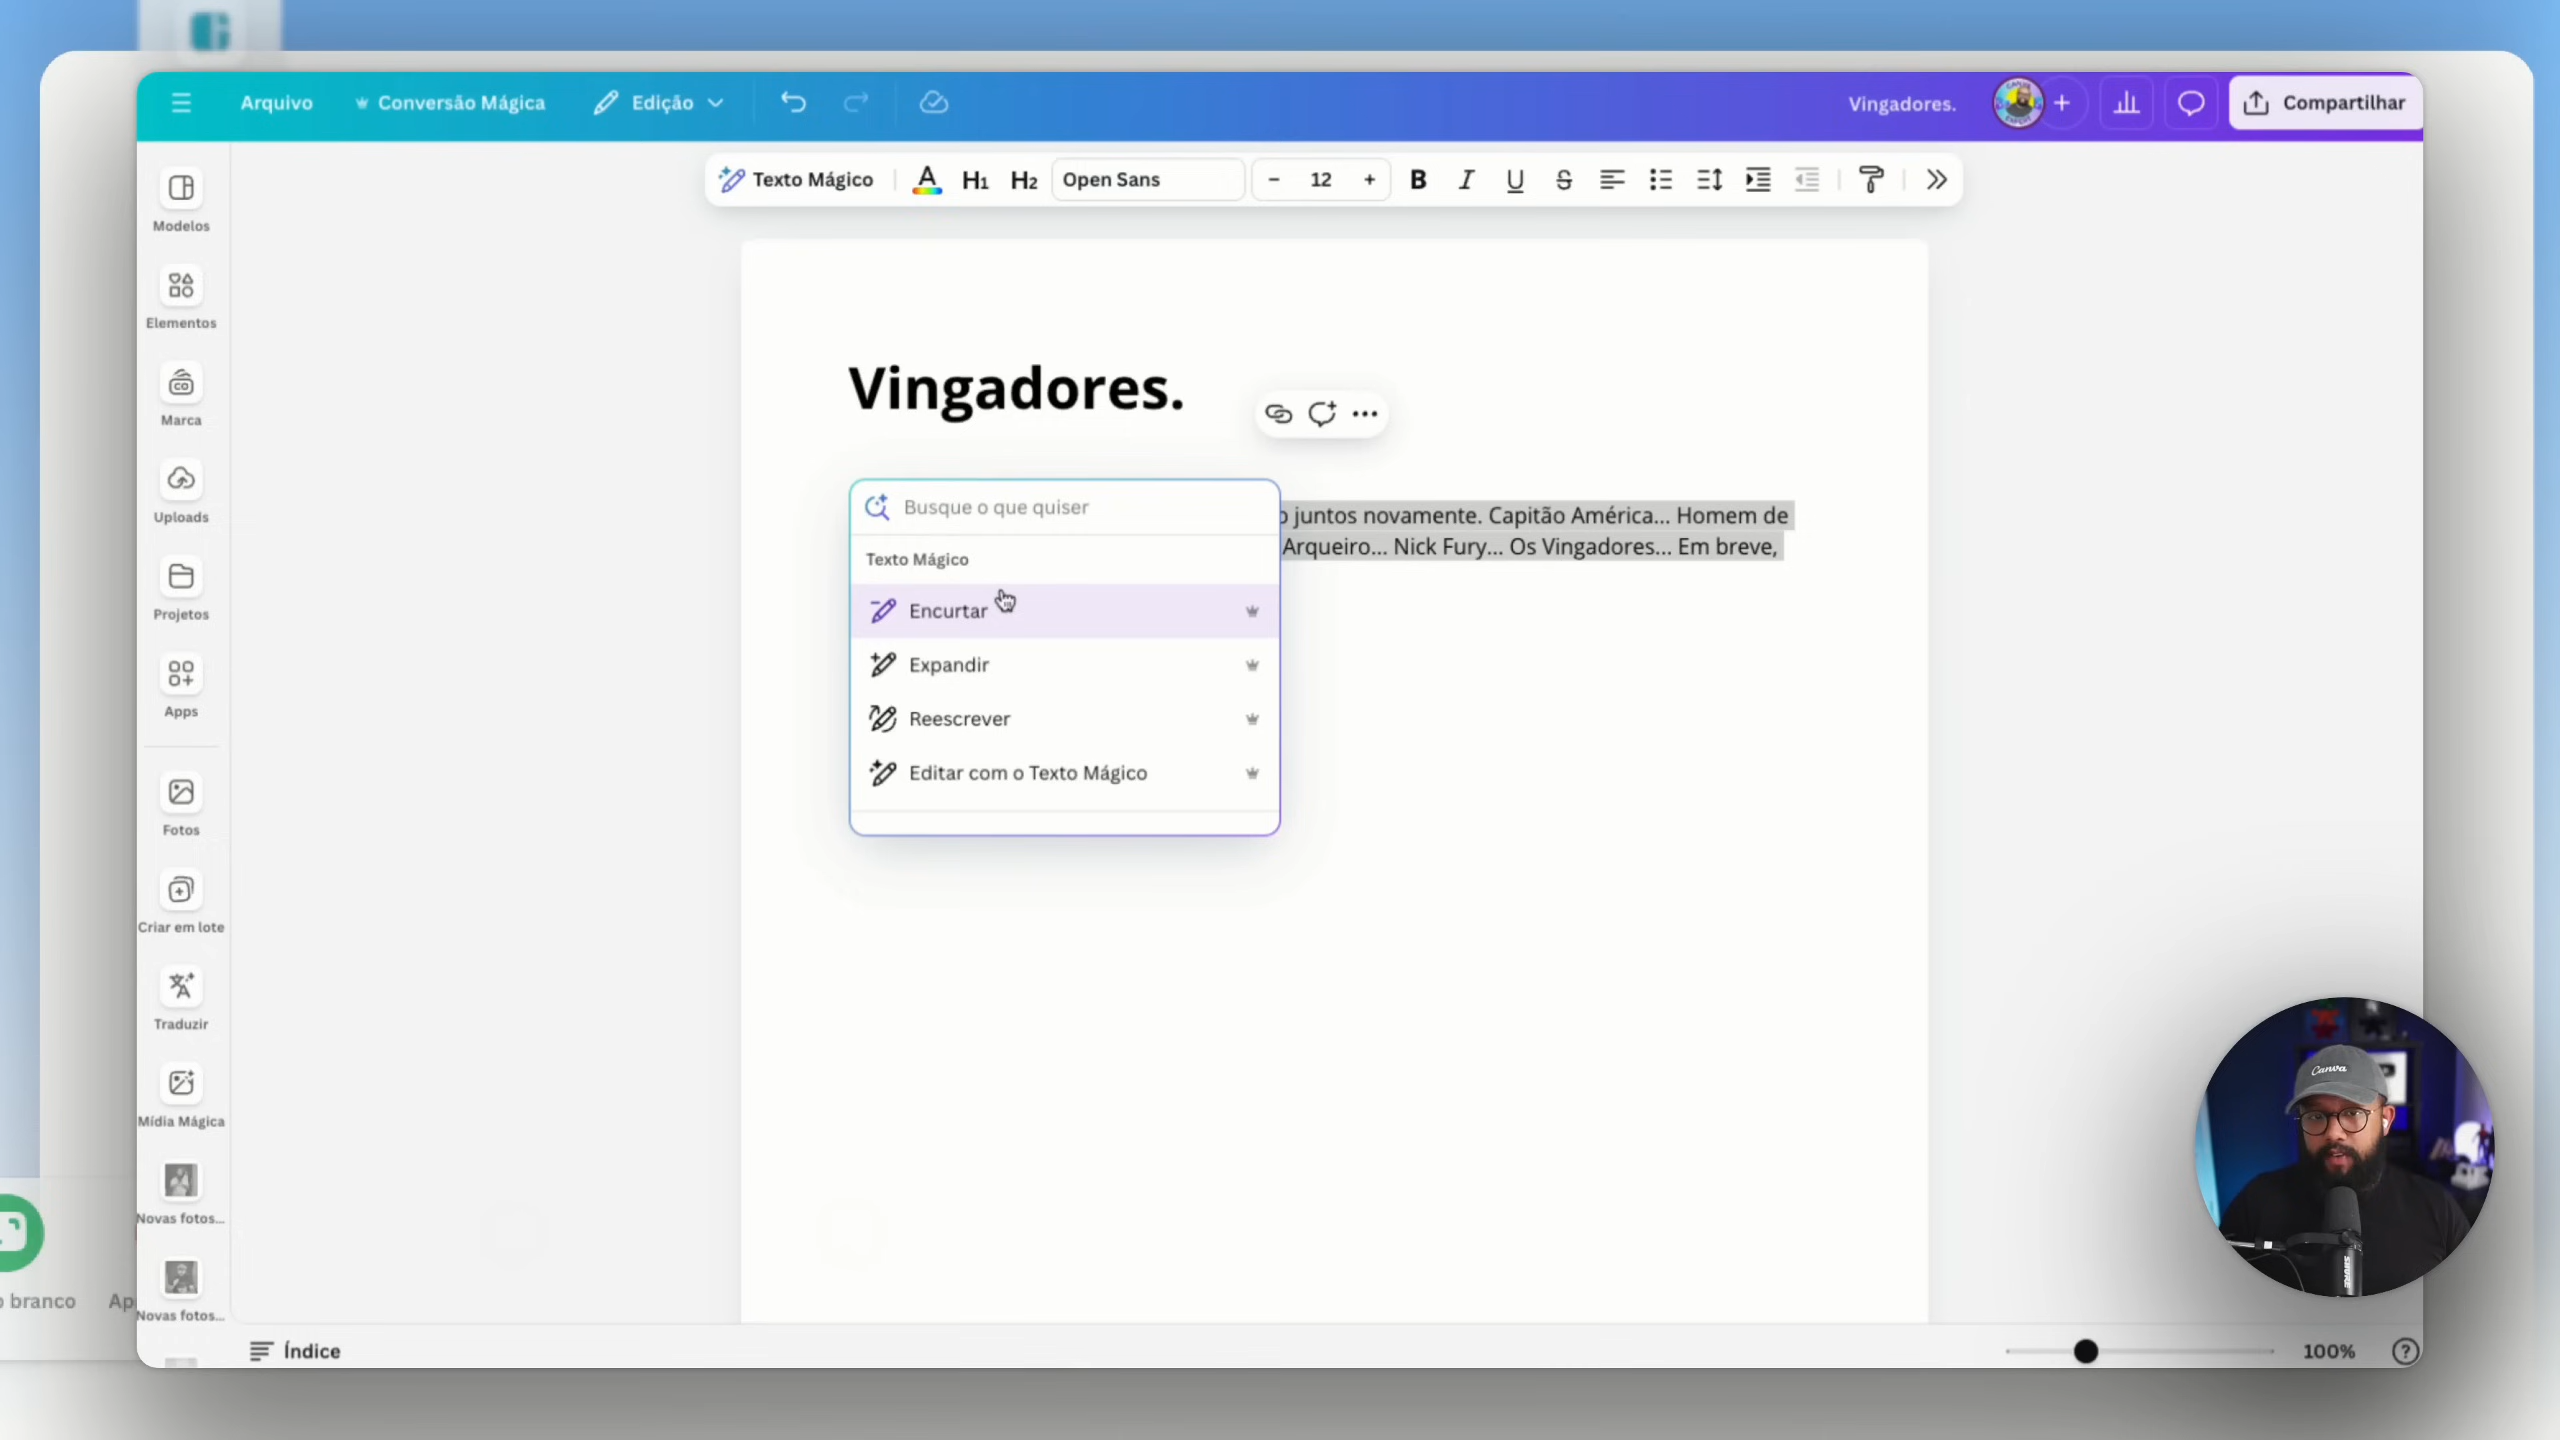 Arquivo
Conversão Mágica
Edição
Vingadores.
Compartilhar
Texto Mágico
A
H1
H2
Open Sans
– 12 +
B I U S
Modelos
Elementos
Marca
Uploads
Projetos
Apps
Fotos
Criar em lote
Traduzir
Mídia Mágica
Novas fotos...
Novas fotos...
Vingadores.
juntos novamente. Capitão América... Homem de
Arqueiro... Nick Fury... Os Vingadores... Em breve,
Busque o que quiser
Texto Mágico
Encurtar
Expandir
Reescrever
Editar com o Texto Mágico
branco
Canva
SHURE
Índice
100%
?